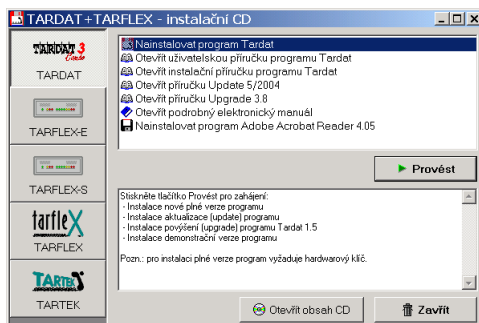 TARDAT+TARFLEX - instalační CD
TARDAT 3
Combo
TARDAT
TARFLEX-E
TARFLEX-S
tarfleX
TARFLEX
TARTEK
TARTEK
Nainstalovat program Tardat
Otevřít uživatelskou příručku programu Tardat
Otevřít instalační příručku programu Tardat
Otevřít příručku Update 5/2004
Otevřít příručku Upgrade 3.8
Otevřít podrobný elektronický manuál
Nainstalovat program Adobe Acrobat Reader 4.05
Provést
Stiskněte tlačítko Provést pro zahájení:
- Instalace nové plné verze programu
- Instalace aktualizace (update) programu
- Instalace povýšení (upgrade) programu Tardat 1.5
- Instalace demonstrační verze programu
Pozn.: pro instalaci plné verze program vyžaduje hardwarový klíč.
Otevřít obsah CD
Zavřít